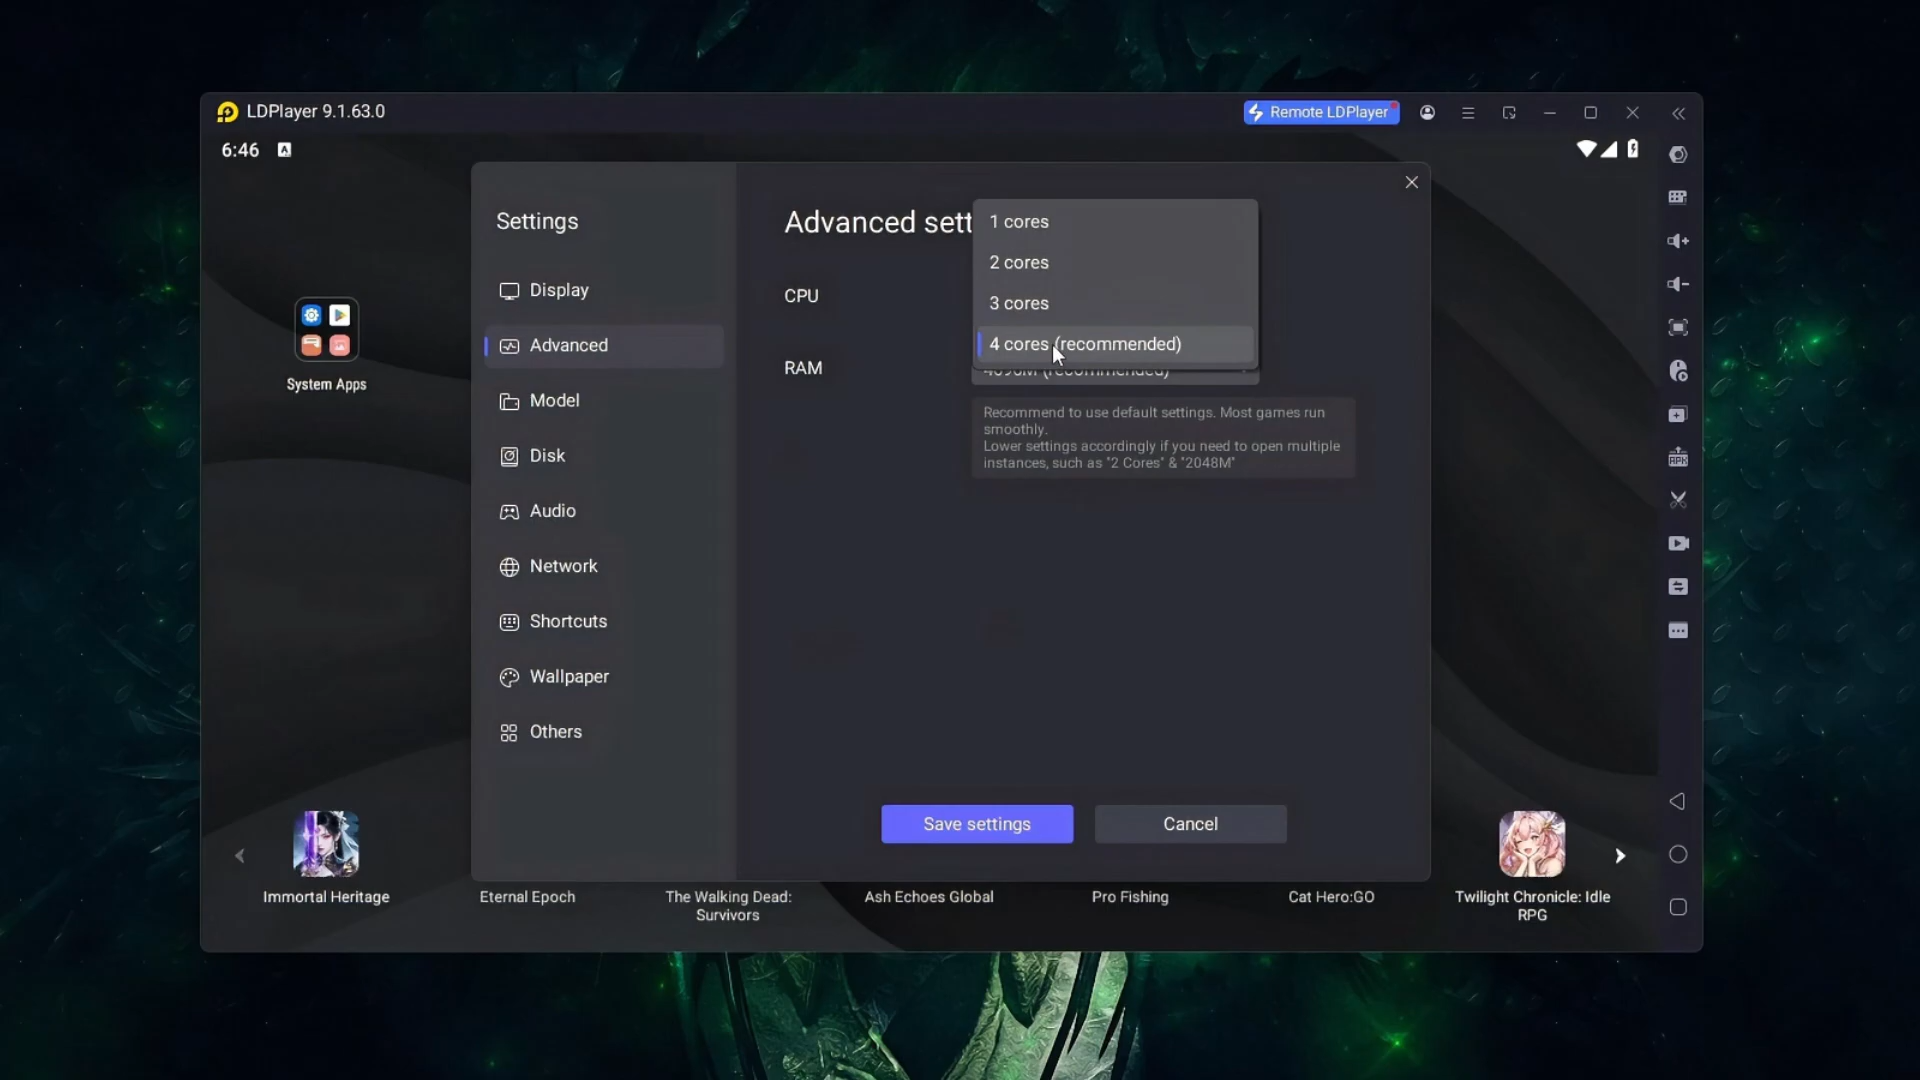 LDPlayer 9.1.63.0
Remote LDPlayer
6:46
A
Settings
Display
Advanced
Model
Disk
Audio
Network
Shortcuts
Wallpaper
Others
Advanced sett
CPU
1 cores
2 cores
3 cores
4 cores (recommended)
RAM
4096M (recommended)
Recommend to use default settings. Most games run
smoothly.
Lower settings accordingly if you need to open multiple
instances, such as "2 Cores" & "2048M"
Save settings
Cancel
System Apps
APK
Immortal Heritage
Eternal Epoch
The Walking Dead:
Survivors
Ash Echoes Global
Pro Fishing
Cat Hero:GO
Twilight Chronicle: Idle
RPG